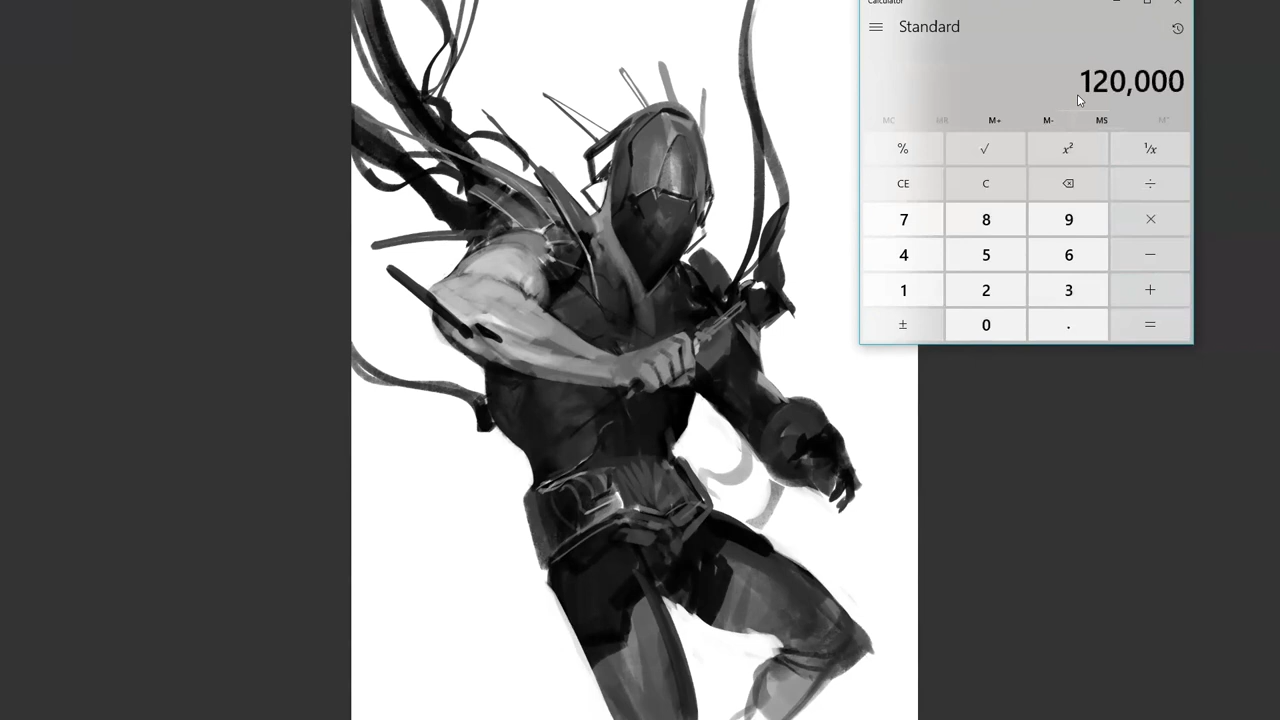 Calculator
Standard
120,000
MC MR M+ M- MS M˅
% √ x² ¹/x
CE C ÷
7 8 9 ×
4 5 6 −
1 2 3 +
± 0 . =